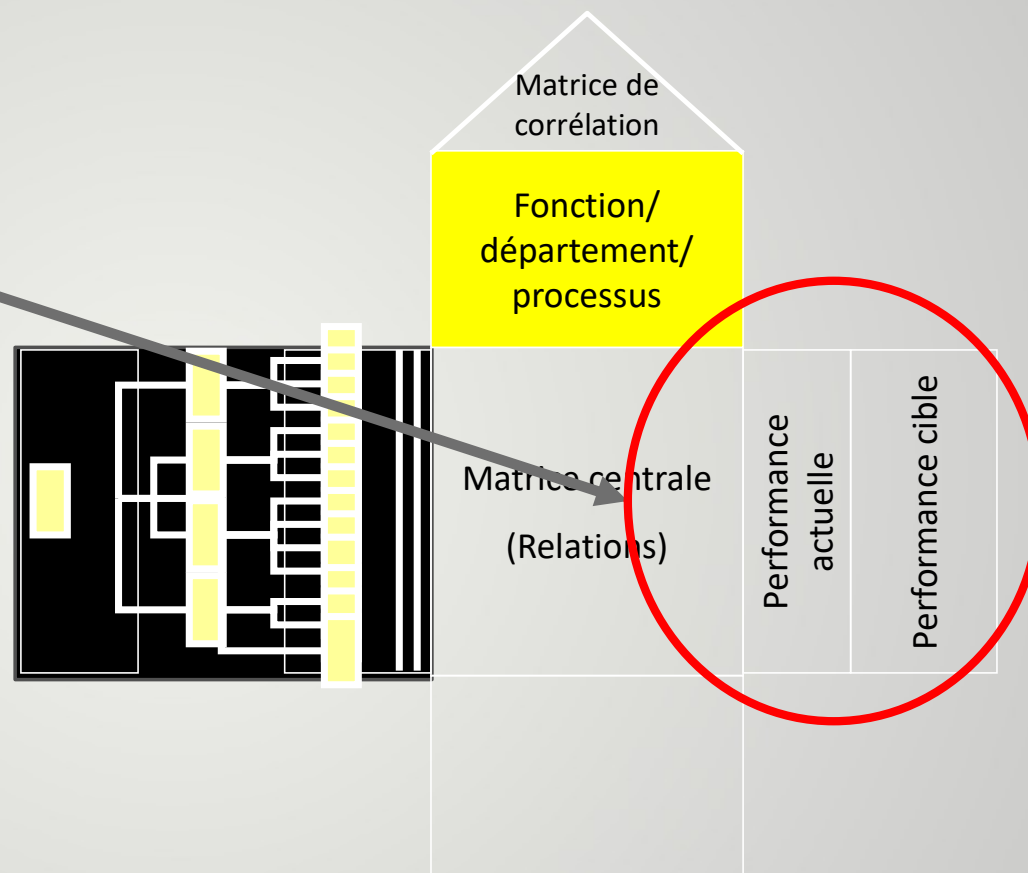 Matrice de
corrélation
Fonction/
département/
processus
Matrice centrale
(Relations)
Performance
actuelle
Performance cible